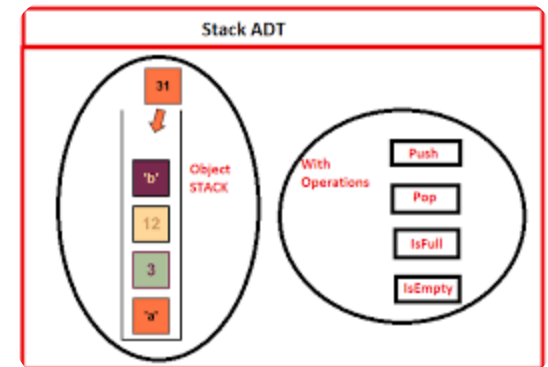 Stack ADT
31
Object
STACK
'b'
12
3
'a'
With
Operations
Push
Pop
IsFull
IsEmpty